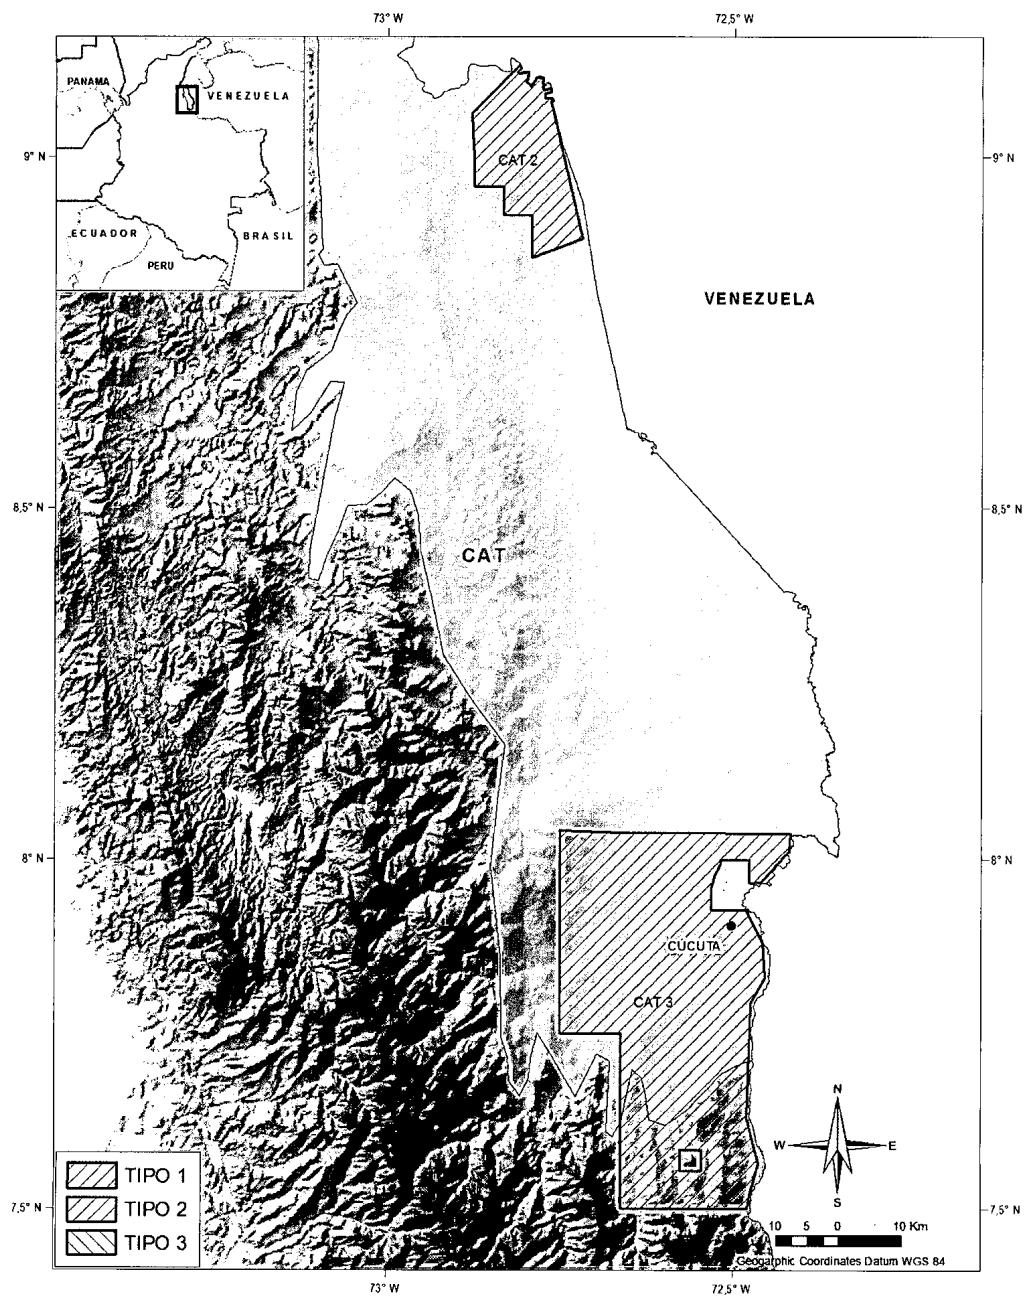 73° W 72,5° W
PANAMA
VENEZUELA
9° N 9° N
CAT 2
ECUADOR
BRASIL
PERU
VENEZUELA
8,5° N 8,5° N
CAT
8° N 8° N
CÚCUTA
CAT 3
N
W E
S
TIPO 1
TIPO 2
TIPO 3
7,5° N 7,5° N
10 5 0 10 Km
Geogarphic Coordinates Datum WGS 84
73° W 72,5° W